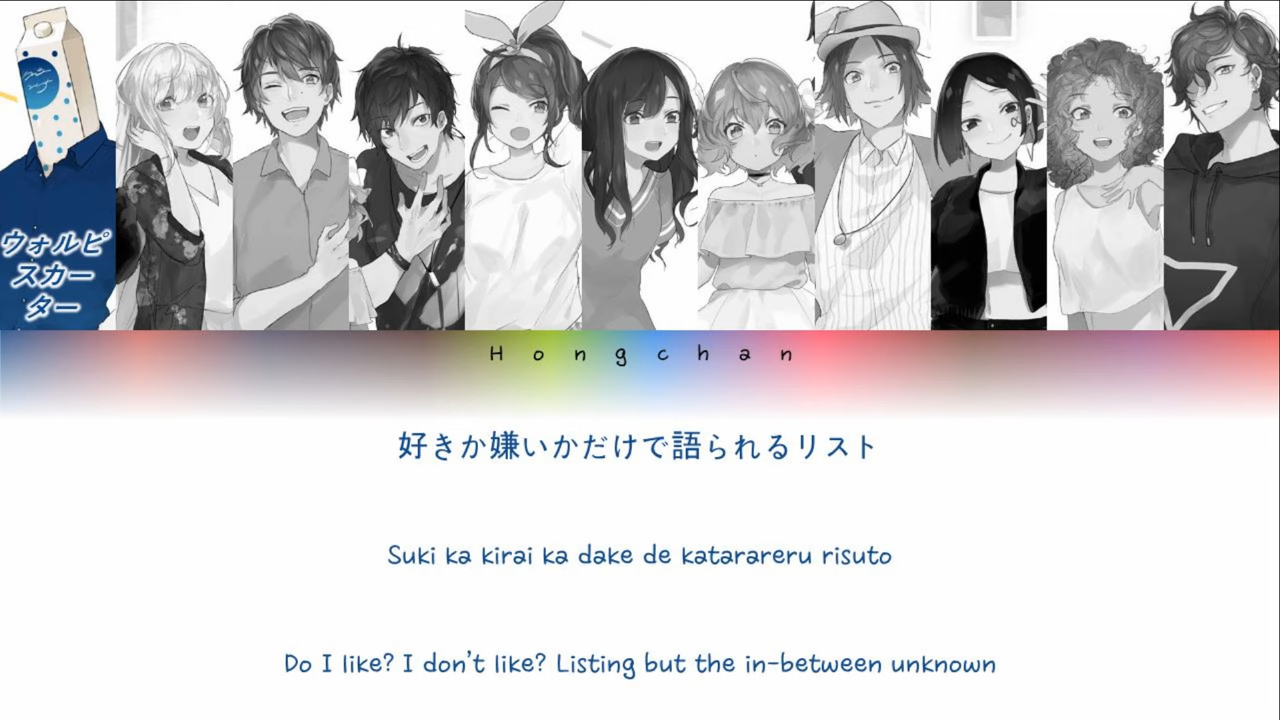 ウォルピ
スカー
ター
H o n g c h a n
好きか嫌いかだけで語られるリスト
Suki ka kirai ka dake de katarareru risuto
Do I like? I don't like? Listing but the in-between unknown